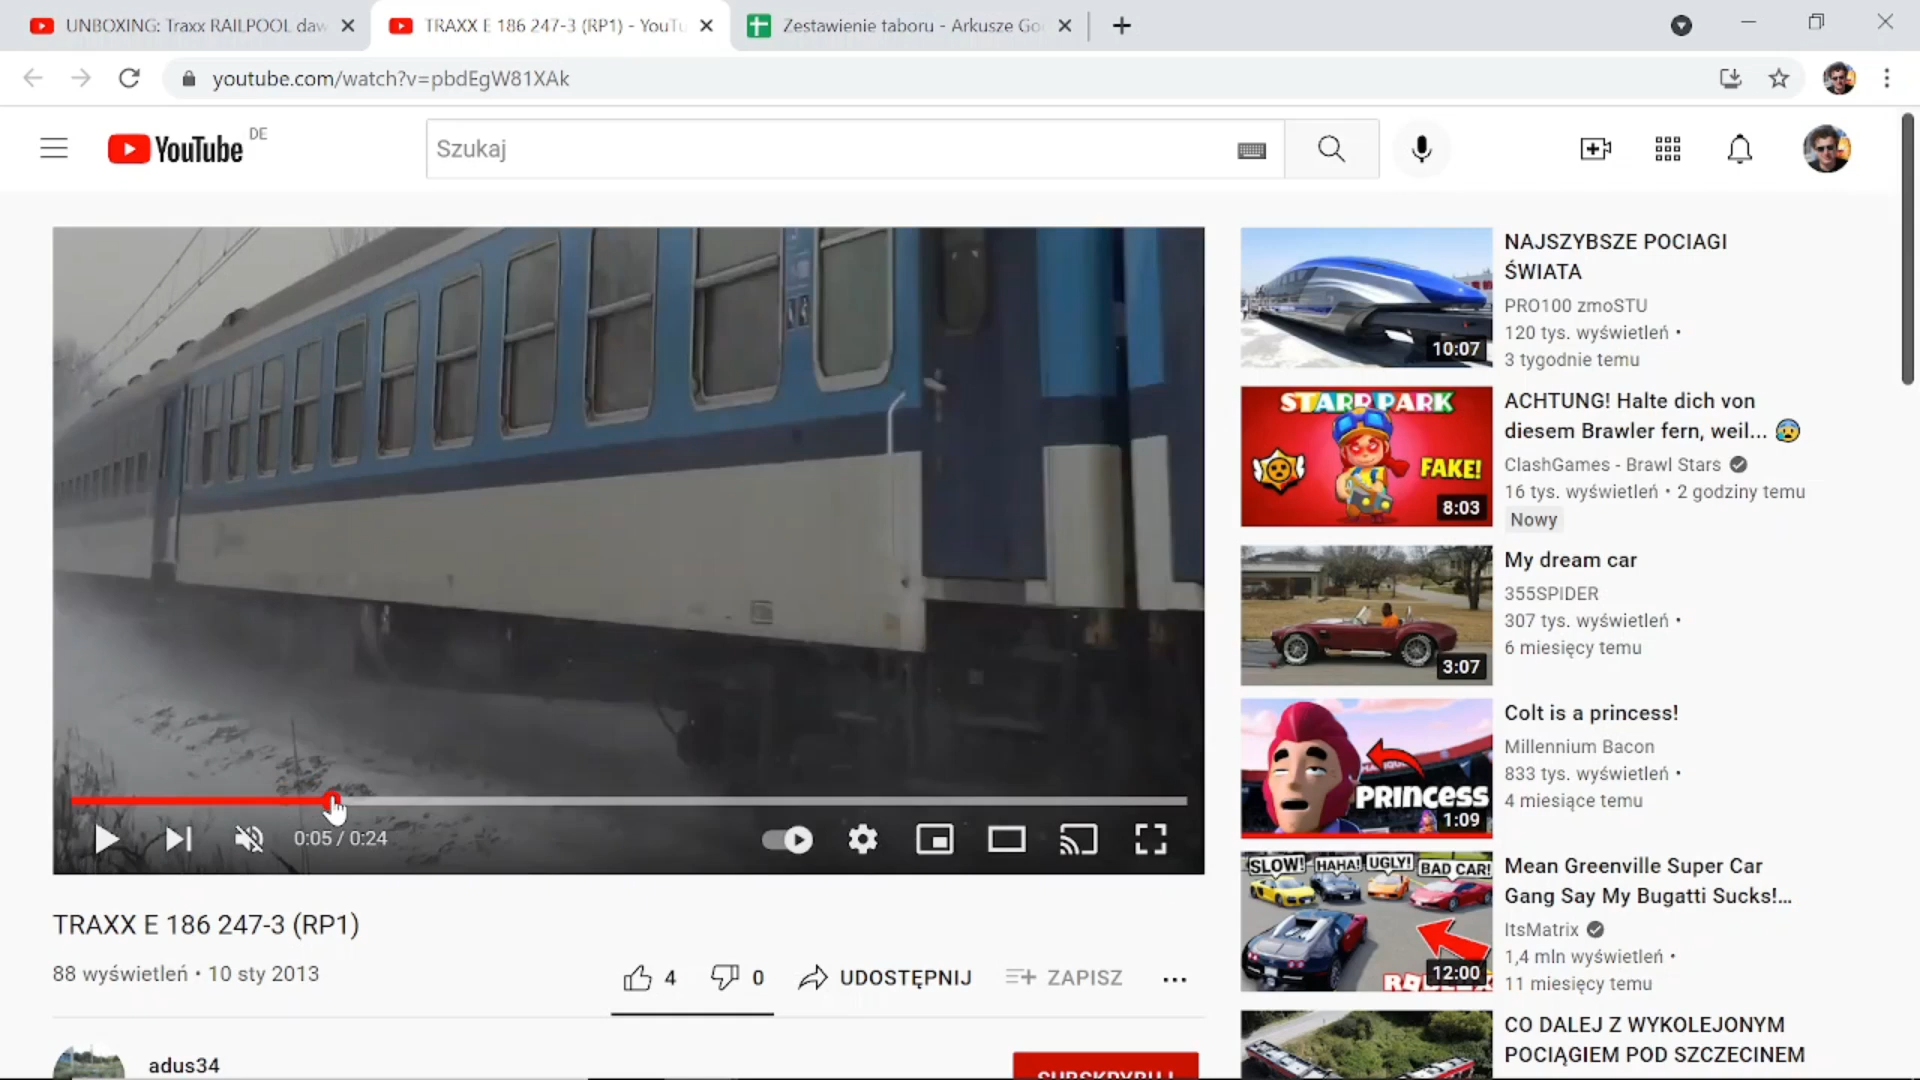 UNBOXING: Traxx RAILPOOL daw
TRAXX E 186 247-3 (RP1) - YouTu
Zestawienie taboru - Arkusze Go
youtube.com/watch?v=pbdEgW81XAk
YouTube DE
Szukaj
NAJSZYBSZE POCIAGI
ŚWIATA
PRO100 zmoSTU
120 tys. wyświetleń •
3 tygodnie temu
10:07
STARR PARK
FAKE!
8:03
ACHTUNG! Halte dich von
diesem Brawler fern, weil... 😰
ClashGames - Brawl Stars
16 tys. wyświetleń • 2 godziny temu
Nowy
My dream car
355SPIDER
307 tys. wyświetleń •
6 miesięcy temu
3:07
Colt is a princess!
Millennium Bacon
833 tys. wyświetleń •
4 miesiące temu
PRINCESS
1:09
SLOW! HAHA! UGLY! BAD CAR!
12:00
Mean Greenville Super Car
Gang Say My Bugatti Sucks!...
ItsMatrix
1,4 mln wyświetleń •
11 miesięcy temu
CO DALEJ Z WYKOLEJONYM
POCIĄGIEM POD SZCZECINEM
0:05 / 0:24
TRAXX E 186 247-3 (RP1)
88 wyświetleń • 10 sty 2013
4 0 UDOSTĘPNIJ ZAPISZ
adus34
SUBSKRYBUJ